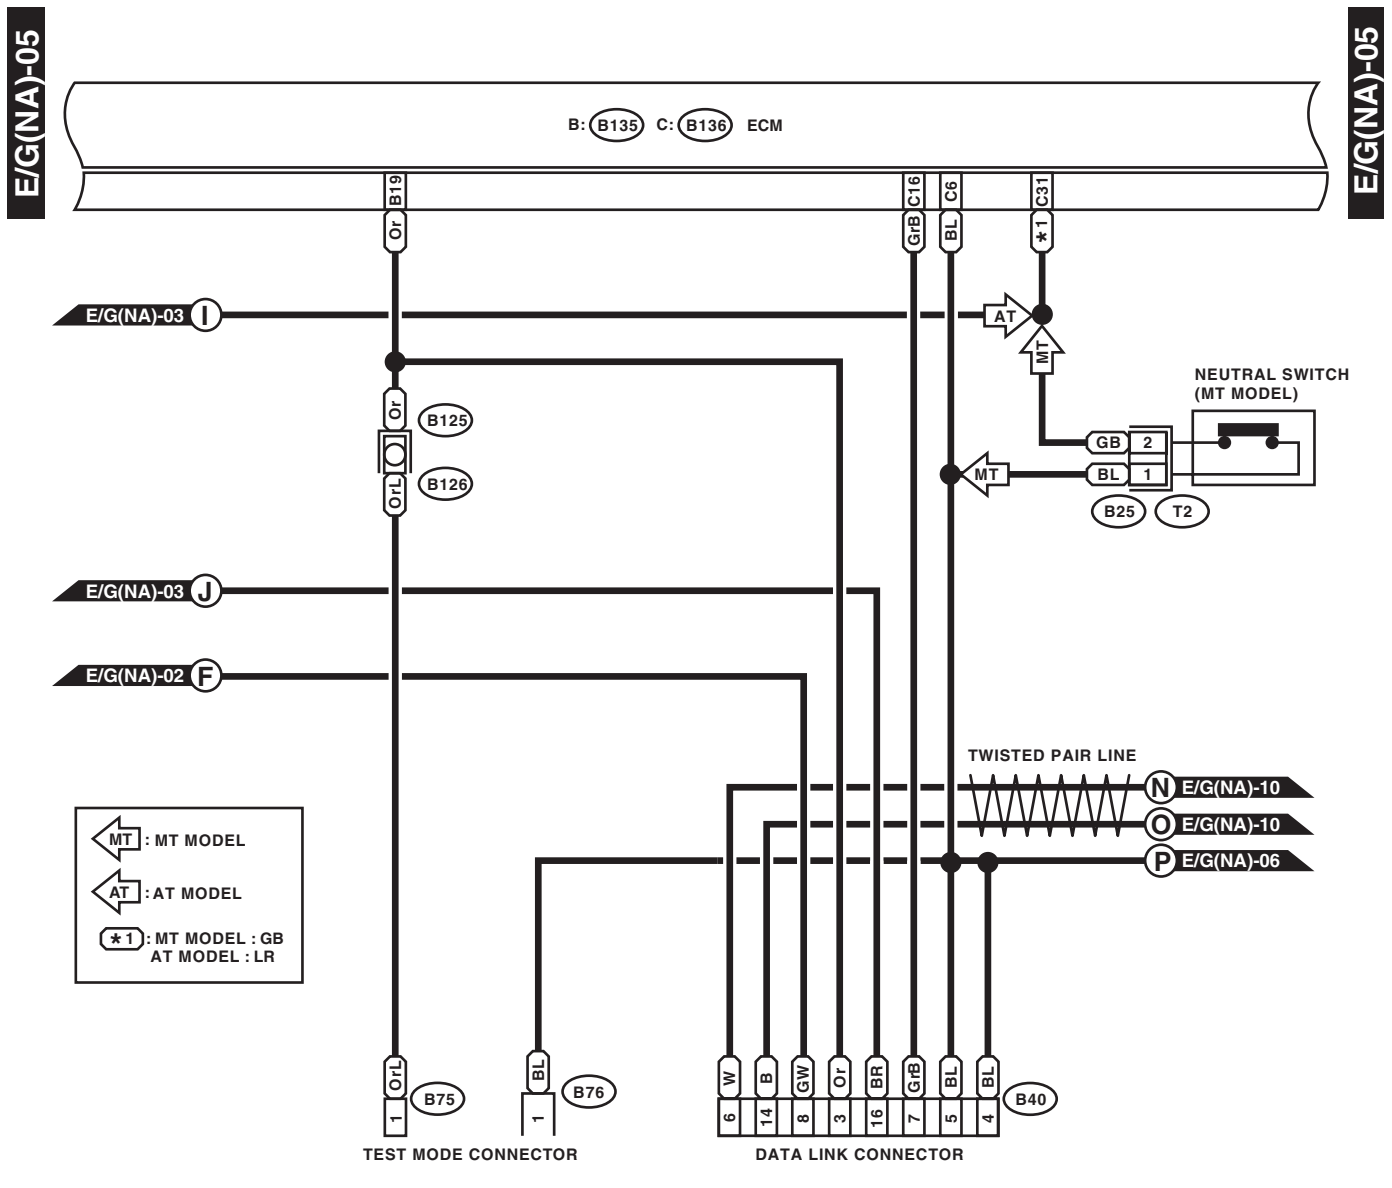 E/G(NA)-05
E/G(NA)-05
B: B135 C: B136 ECM
B19
C16
C6
C31
Or
GrB
BL
*1
E/G(NA)-03 I
AT
MT
NEUTRAL SWITCH
(MT MODEL)
Or
B125
GB 2
MT
BL 1
OrL
B126
B25 T2
E/G(NA)-03 J
E/G(NA)-02 F
TWISTED PAIR LINE
N E/G(NA)-10
O E/G(NA)-10
P E/G(NA)-06
MT : MT MODEL
AT : AT MODEL
*1 : MT MODEL : GB
AT MODEL : LR
OrL
BL
W
B
GW
Or
BR
GrB
BL
BL
B75
B76
B40
1
1
6
14
8
3
16
7
5
4
TEST MODE CONNECTOR
DATA LINK CONNECTOR